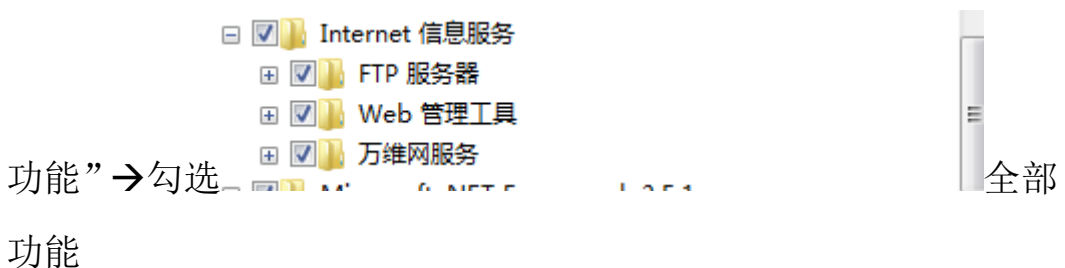 Internet 信息服务
FTP 服务器
Web 管理工具
万维网服务
功能”→勾选
全部
功能